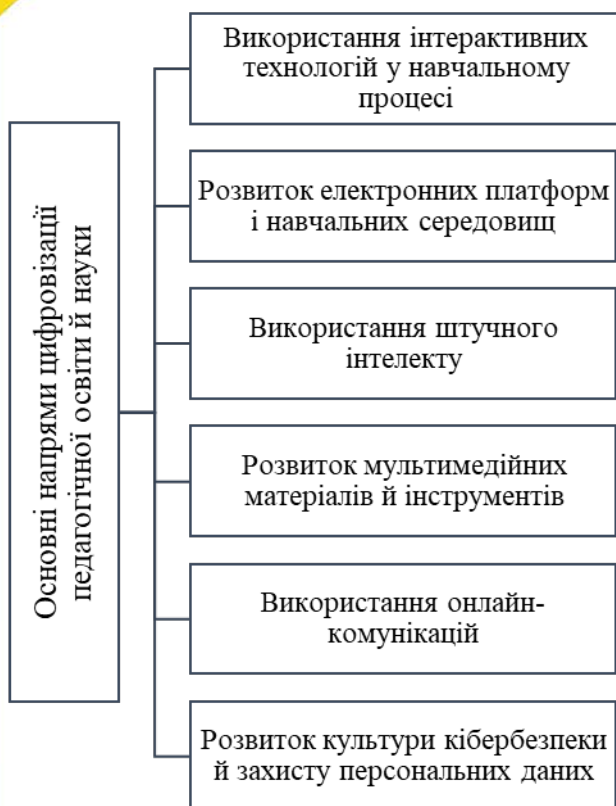 Основні напрями цифровізації
педагогічної освіти й науки
Використання інтерактивних
технологій у навчальному
процесі
Розвиток електронних платформ
і навчальних середовищ
Використання штучного
інтелекту
Розвиток мультимедійних
матеріалів й інструментів
Використання онлайн-
комунікацій
Розвиток культури кібербезпеки
й захисту персональних даних